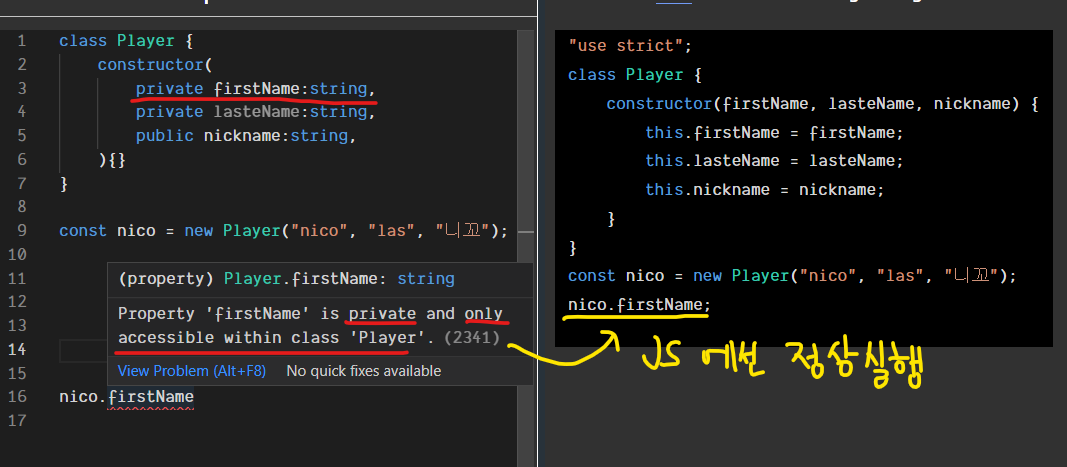 1 class Player {
2 constructor(
3 private firstName:string,
4 private lasteName:string,
5 public nickname:string,
6 ){}
7 }
8
9 const nico = new Player("nico", "las", "니꼬");
10
11
12
13
14
15
16 nico.firstName
17
(property) Player.firstName: string
Property 'firstName' is private and only
accessible within class 'Player'. (2341)
View Problem (Alt+F8) No quick fixes available
"use strict";
class Player {
constructor(firstName, lasteName, nickname) {
this.firstName = firstName;
this.lasteName = lasteName;
this.nickname = nickname;
}
}
const nico = new Player("nico", "las", "니꼬");
nico.firstName;
JS 에선 정상실행